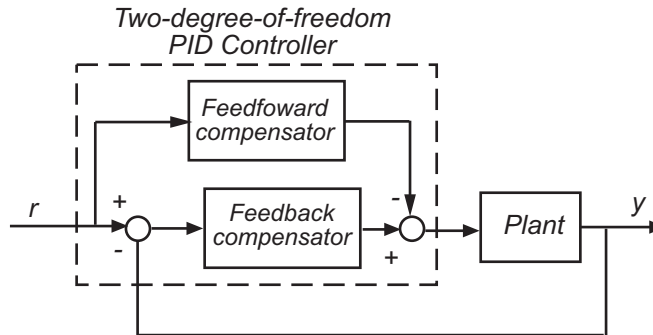 Two-degree-of-freedom
PID Controller
Feedfoward
compensator
-
+
r
Feedback
compensator
Plant
y
-
+